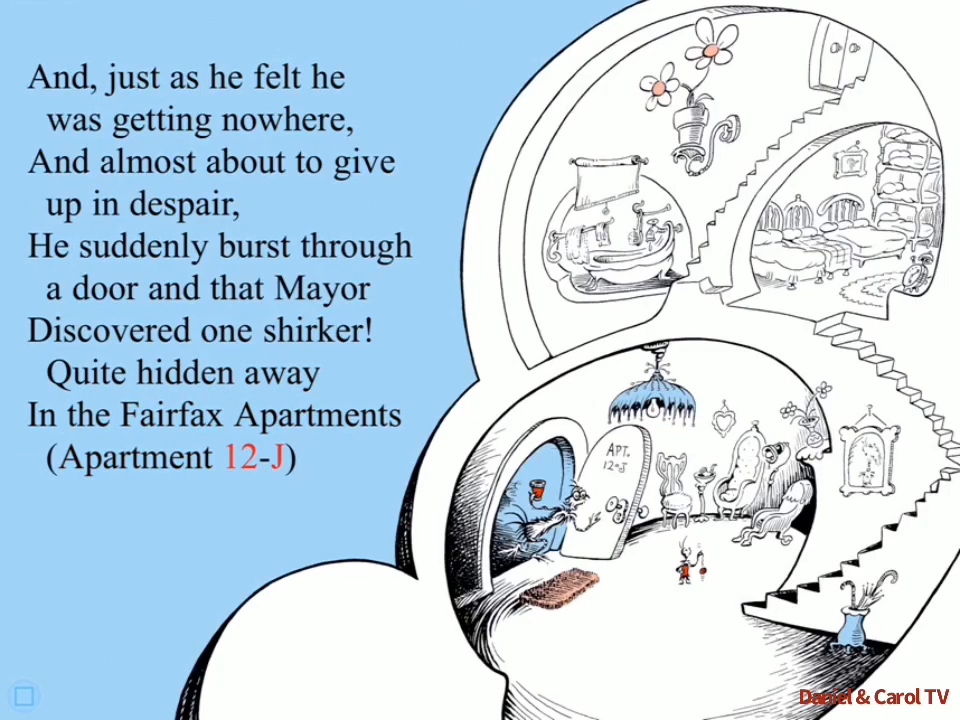 And, just as he felt he
was getting nowhere,
And almost about to give
up in despair,
He suddenly burst through
a door and that Mayor
Discovered one shirker!
Quite hidden away
In the Fairfax Apartments
(Apartment 12-J)
APT.
12-J
Daniel & Carol TV